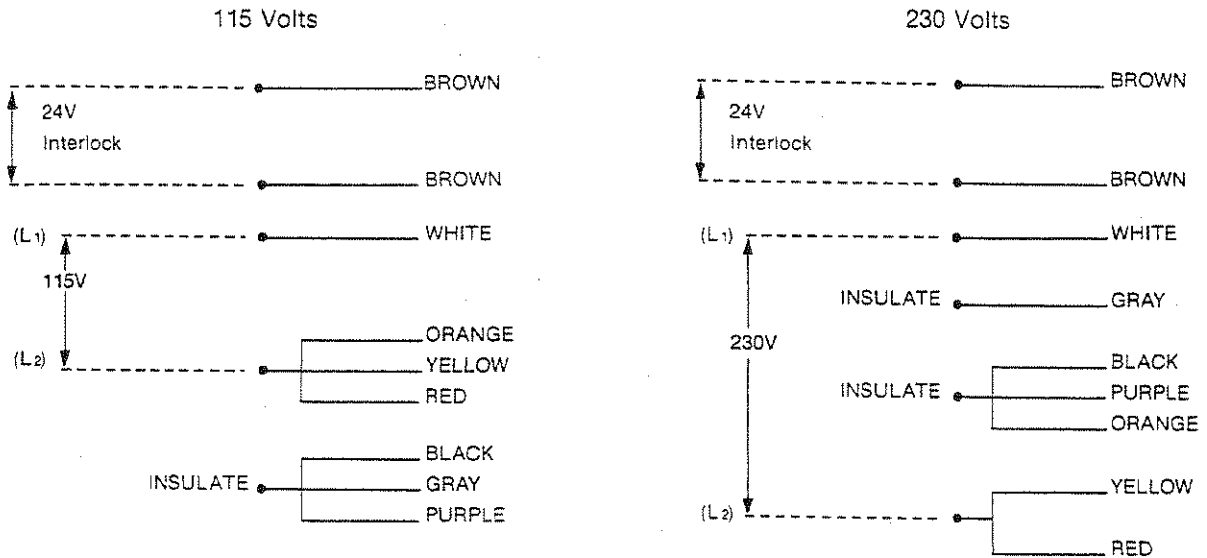 115 Volts
BROWN
24V
Interlock
BROWN
(L1)
WHITE
115V
ORANGE
(L2)
YELLOW
RED
BLACK
INSULATE
GRAY
PURPLE
230 Volts
BROWN
24V
Interlock
BROWN
(L1)
WHITE
INSULATE
GRAY
230V
BLACK
INSULATE
PURPLE
ORANGE
YELLOW
(L2)
RED